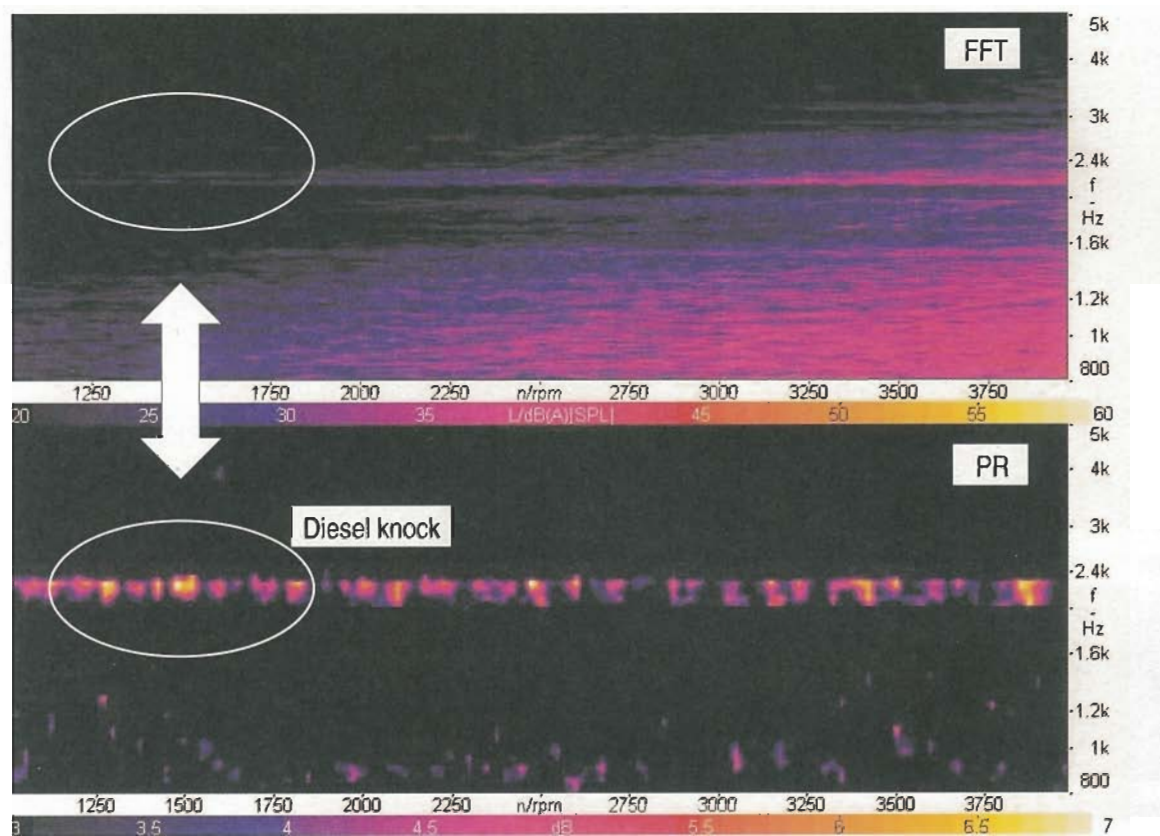 5k
FFT
4k
3k
2.4k
f
Hz
1.6k
1.2k
1k
800
1250 1750 2000 2250 n/rpm 2750 3000 3250 3500 3750
20 25 30 35 L/dB(A)[SPL] 45 50 55 60
5k
PR
4k
3k
Diesel knock
2.4k
f
Hz
1.6k
1.2k
1k
800
1250 1500 1750 2000 2250 n/rpm 2750 3000 3250 3500 3750
3 3.5 4 4.5 dB 5.5 6 6.5 7